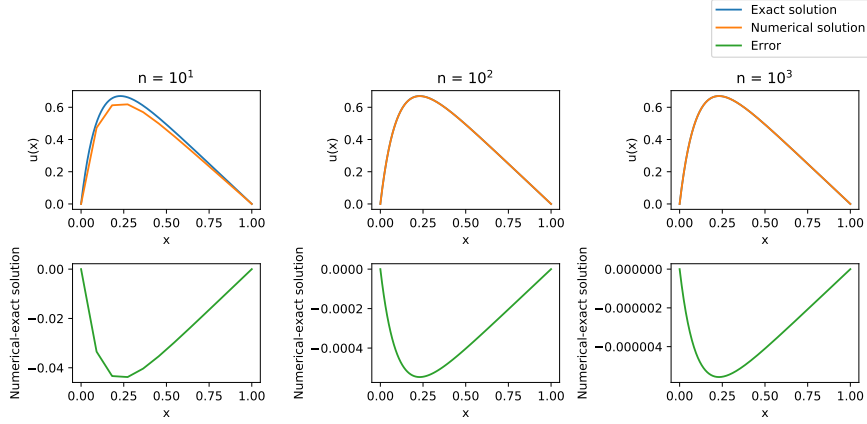 Exact solution
Numerical solution
Error
n = 10¹
n = 10²
n = 10³
u(x)
0.6
0.4
0.2
0.0
0.00 0.25 0.50 0.75 1.00
x
u(x)
0.6
0.4
0.2
0.0
0.00 0.25 0.50 0.75 1.00
x
u(x)
0.6
0.4
0.2
0.0
0.00 0.25 0.50 0.75 1.00
x
Numerical-exact solution
0.00
−0.02
−0.04
0.00 0.25 0.50 0.75 1.00
x
Numerical-exact solution
0.0000
−0.0002
−0.0004
0.00 0.25 0.50 0.75 1.00
x
Numerical-exact solution
0.000000
−0.000002
−0.000004
0.00 0.25 0.50 0.75 1.00
x